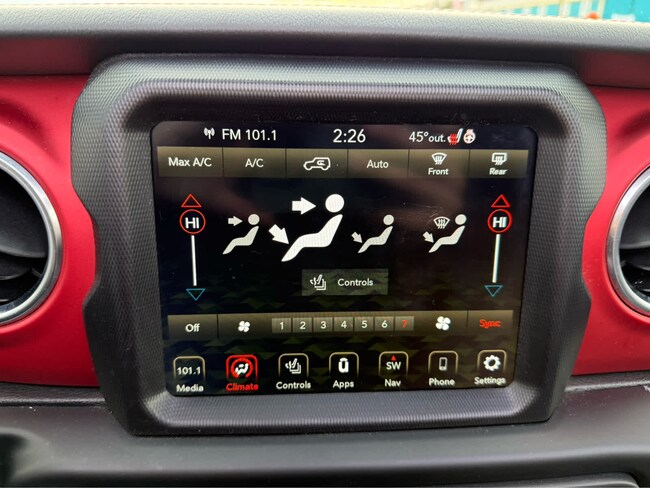 FM 101.1 2:26 45°out.
Max A/C A/C Auto Front Rear
HI HI
Controls
Off 1 2 3 4 5 6 7 Sync
101.1 SW
Media Climate Controls Apps Nav Phone Settings